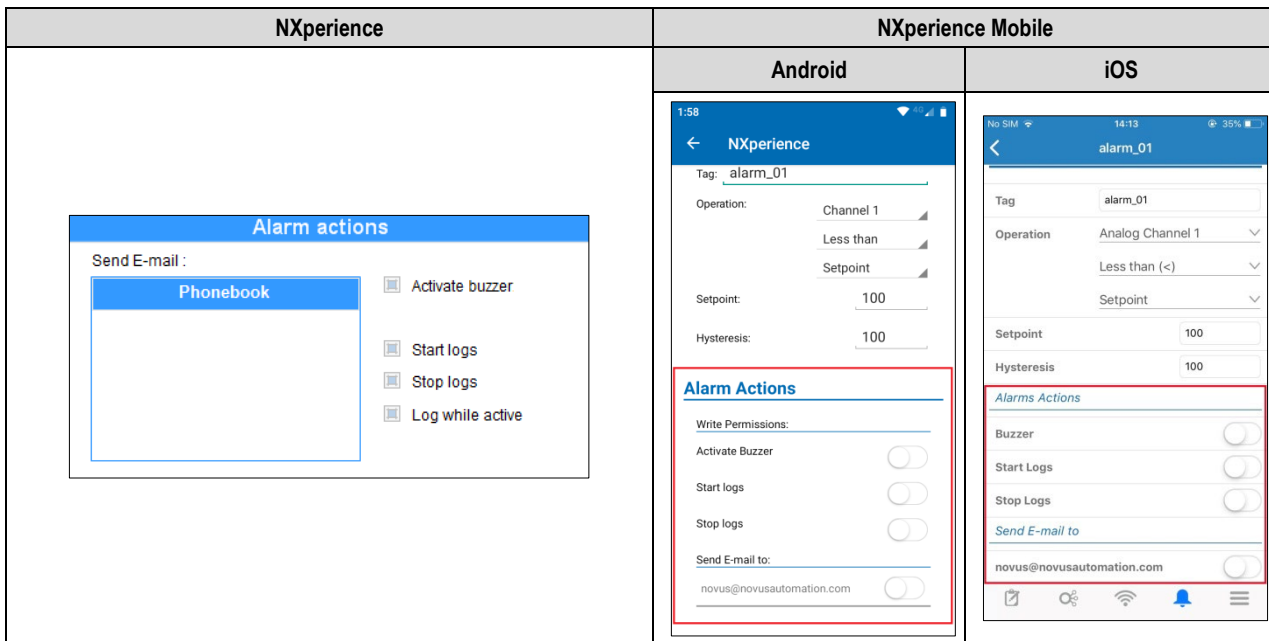 NXperience
NXperience Mobile
Android
iOS
Alarm actions
Send E-mail :
Phonebook
Activate buzzer
Start logs
Stop logs
Log while active
1:58
4G
NXperience
Tag: alarm_01
Operation: Channel 1
Less than
Setpoint
Setpoint: 100
Hysteresis: 100
Alarm Actions
Write Permissions:
Activate Buzzer
Start logs
Stop logs
Send E-mail to:
novus@novusautomation.com
No SIM 14:13 35%
alarm_01
Tag alarm_01
Operation Analog Channel 1
Less than (<)
Setpoint
Setpoint 100
Hysteresis 100
Alarms Actions
Buzzer
Start Logs
Stop Logs
Send E-mail to
novus@novusautomation.com